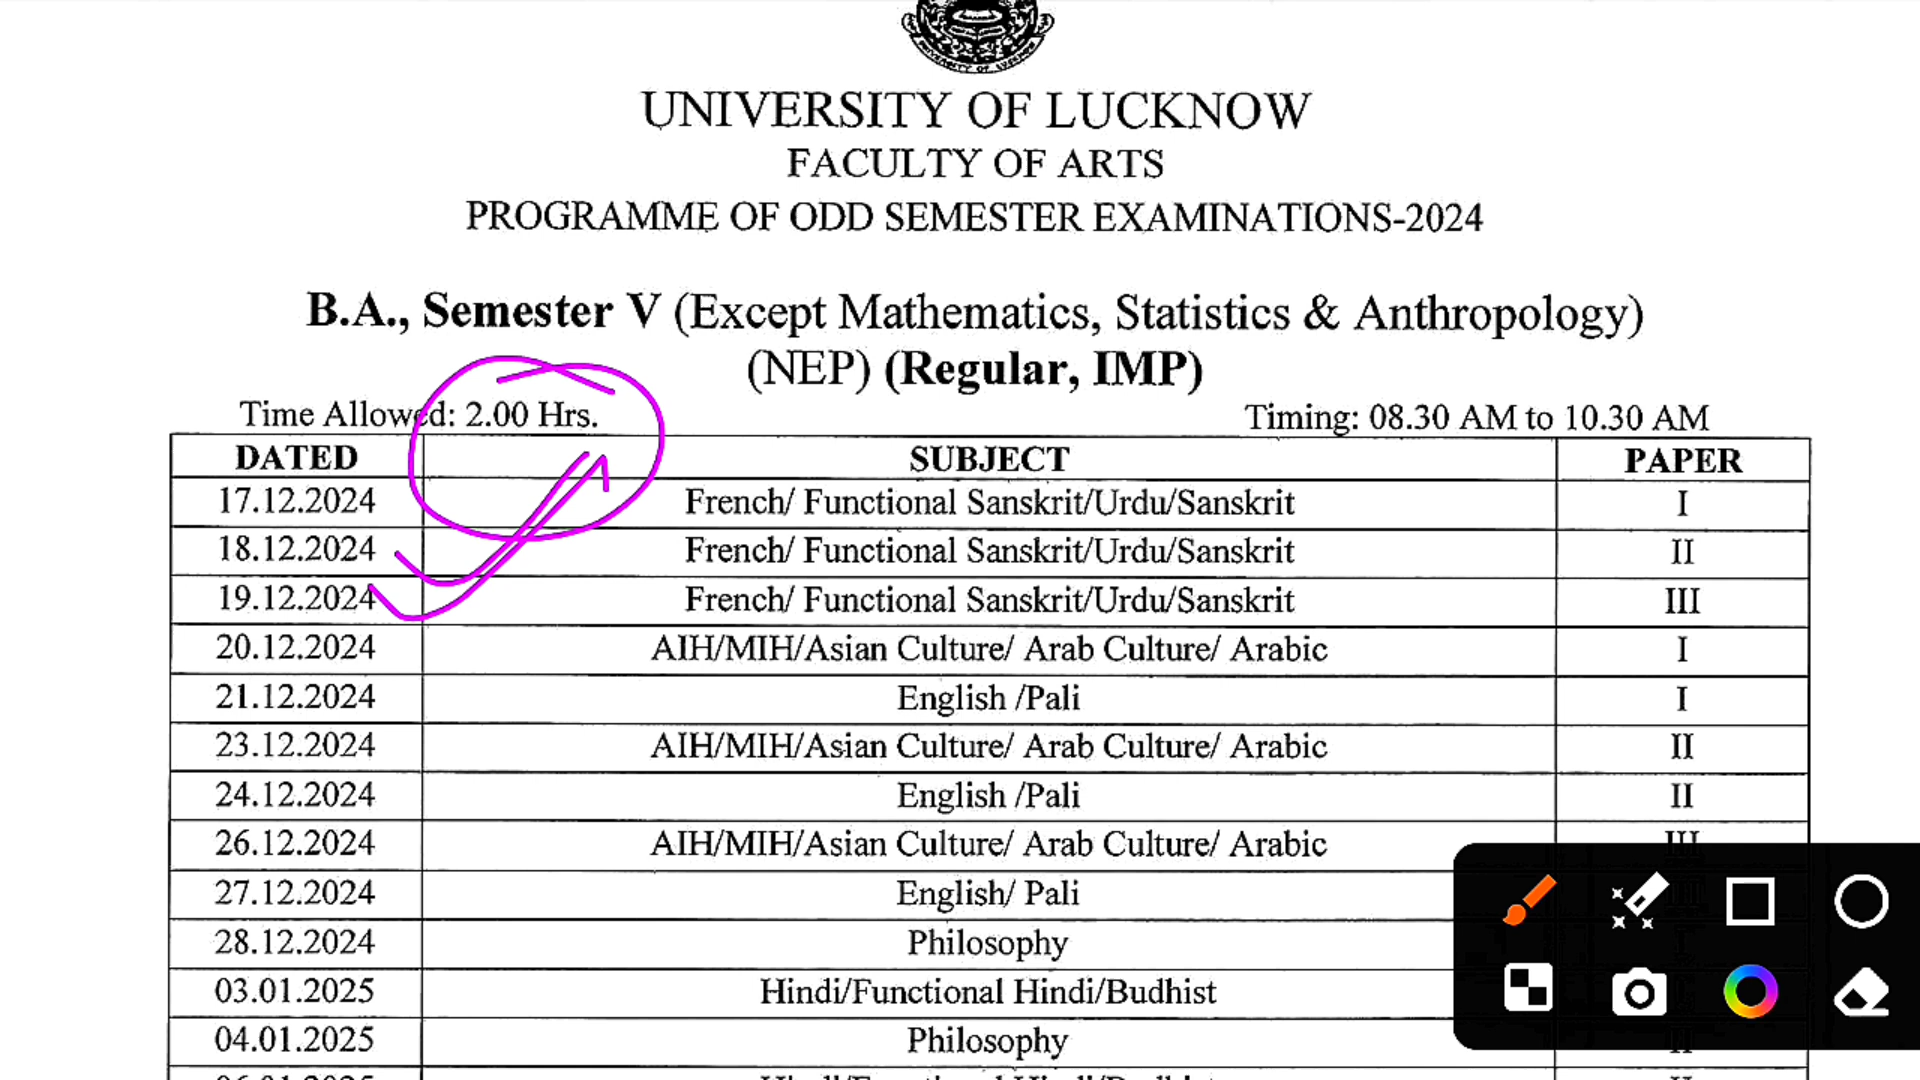 UNIVERSITY OF LUCKNOW
UNIVERSITY OF LUCKNOW
FACULTY OF ARTS
PROGRAMME OF ODD SEMESTER EXAMINATIONS-2024
B.A., Semester V (Except Mathematics, Statistics & Anthropology)
(NEP) (Regular, IMP)
Time Allowed: 2.00 Hrs. Timing: 08.30 AM to 10.30 AM
DATED SUBJECT PAPER
17.12.2024 French/ Functional Sanskrit/Urdu/Sanskrit I
18.12.2024 French/ Functional Sanskrit/Urdu/Sanskrit II
19.12.2024 French/ Functional Sanskrit/Urdu/Sanskrit III
20.12.2024 AIH/MIH/Asian Culture/ Arab Culture/ Arabic I
21.12.2024 English /Pali I
23.12.2024 AIH/MIH/Asian Culture/ Arab Culture/ Arabic II
24.12.2024 English /Pali II
26.12.2024 AIH/MIH/Asian Culture/ Arab Culture/ Arabic III
27.12.2024 English/ Pali
28.12.2024 Philosophy
03.01.2025 Hindi/Functional Hindi/Budhist
04.01.2025 Philosophy II